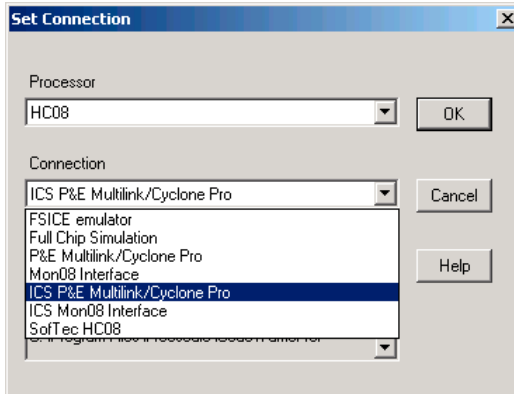 Set Connection
Processor
HC08
OK
Connection
ICS P&E Multilink/Cyclone Pro
Cancel
FSICE emulator
Full Chip Simulation
P&E Multilink/Cyclone Pro
Mon08 Interface
Help
ICS P&E Multilink/Cyclone Pro
ICS Mon08 Interface
SofTec HC08